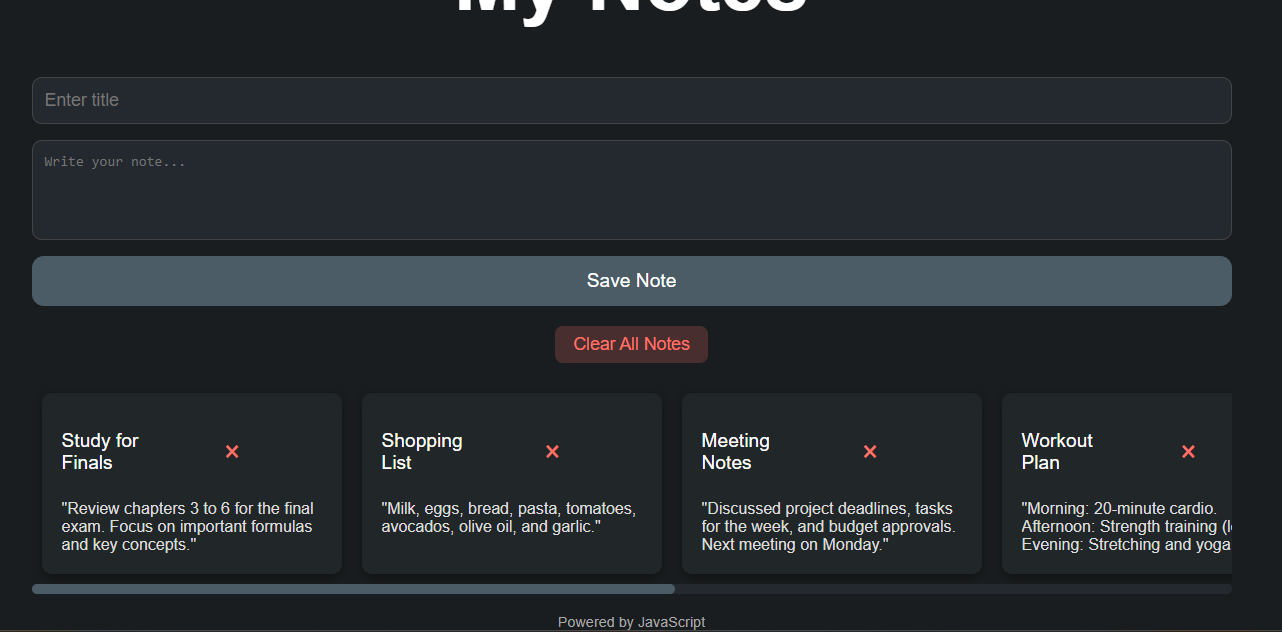 My Notes
Enter title
Write your note...
Save Note
Clear All Notes
Study for
Finals
×
"Review chapters 3 to 6 for the final
exam. Focus on important formulas
and key concepts."
Shopping
List
×
"Milk, eggs, bread, pasta, tomatoes,
avocados, olive oil, and garlic."
Meeting
Notes
×
"Discussed project deadlines, tasks
for the week, and budget approvals.
Next meeting on Monday."
Workout
Plan
×
"Morning: 20-minute cardio.
Afternoon: Strength training
Evening: Stretching and yoga
Powered by JavaScript